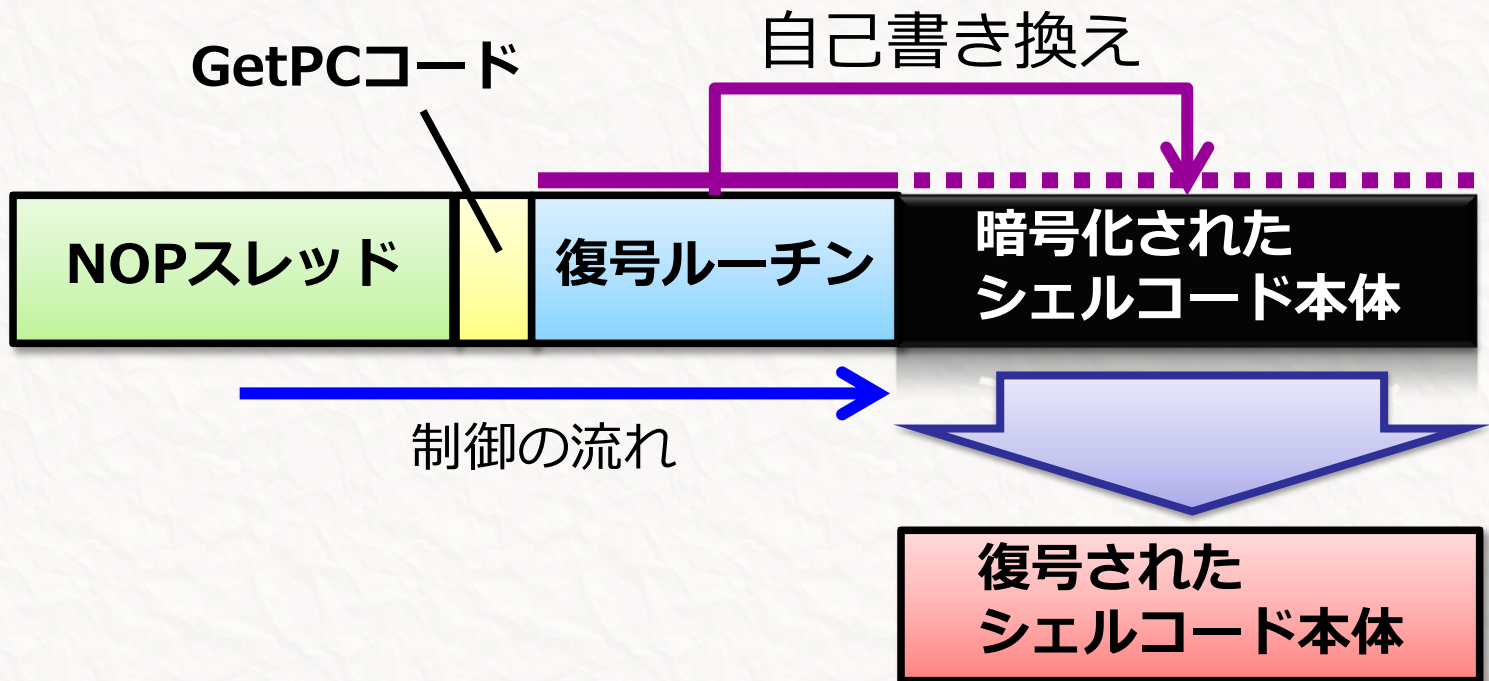 自己書き換え
GetPCコード
NOPスレッド
復号ルーチン
暗号化された
シェルコード本体
制御の流れ
復号された
シェルコード本体